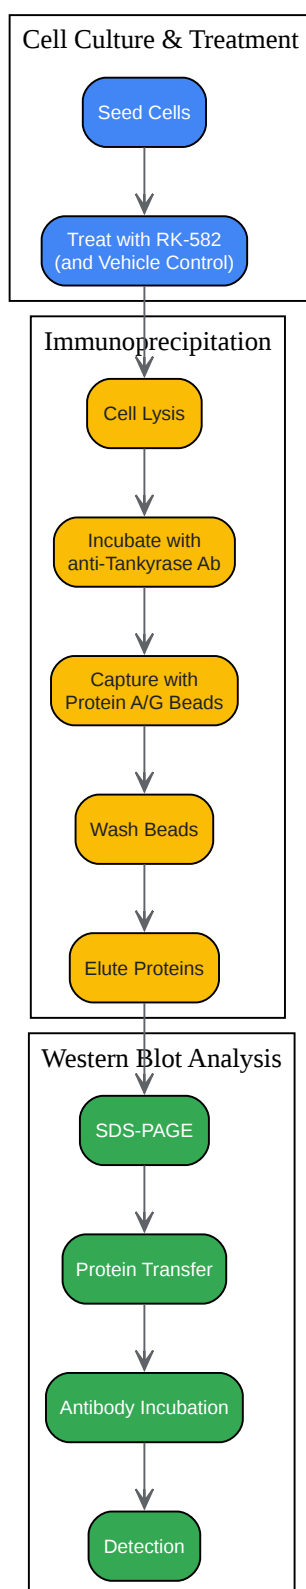 Cell Culture & Treatment
Seed Cells
Treat with RK-582
(and Vehicle Control)
Immunoprecipitation
Cell Lysis
Incubate with
anti-Tankyrase Ab
Capture with
Protein A/G Beads
Wash Beads
Elute Proteins
Western Blot Analysis
SDS-PAGE
Protein Transfer
Antibody Incubation
Detection